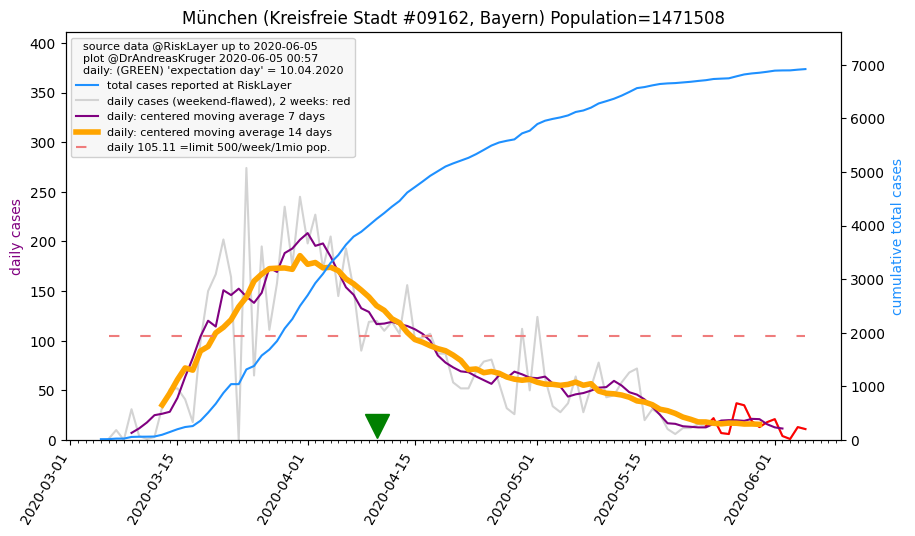 München (Kreisfreie Stadt #09162, Bayern) Population=1471508
source data @RiskLayer up to 2020-06-05
plot @DrAndreasKruger 2020-06-05 00:57
daily: (GREEN) 'expectation day' = 10.04.2020
total cases reported at RiskLayer
daily cases (weekend-flawed), 2 weeks: red
daily: centered moving average 7 days
daily: centered moving average 14 days
daily 105.11 =limit 500/week/1mio pop.
daily cases
400
350
300
250
200
150
100
50
0
cumulative total cases
7000
6000
5000
4000
3000
2000
1000
0
2020-03-01
2020-03-15
2020-04-01
2020-04-15
2020-05-01
2020-05-15
2020-06-01